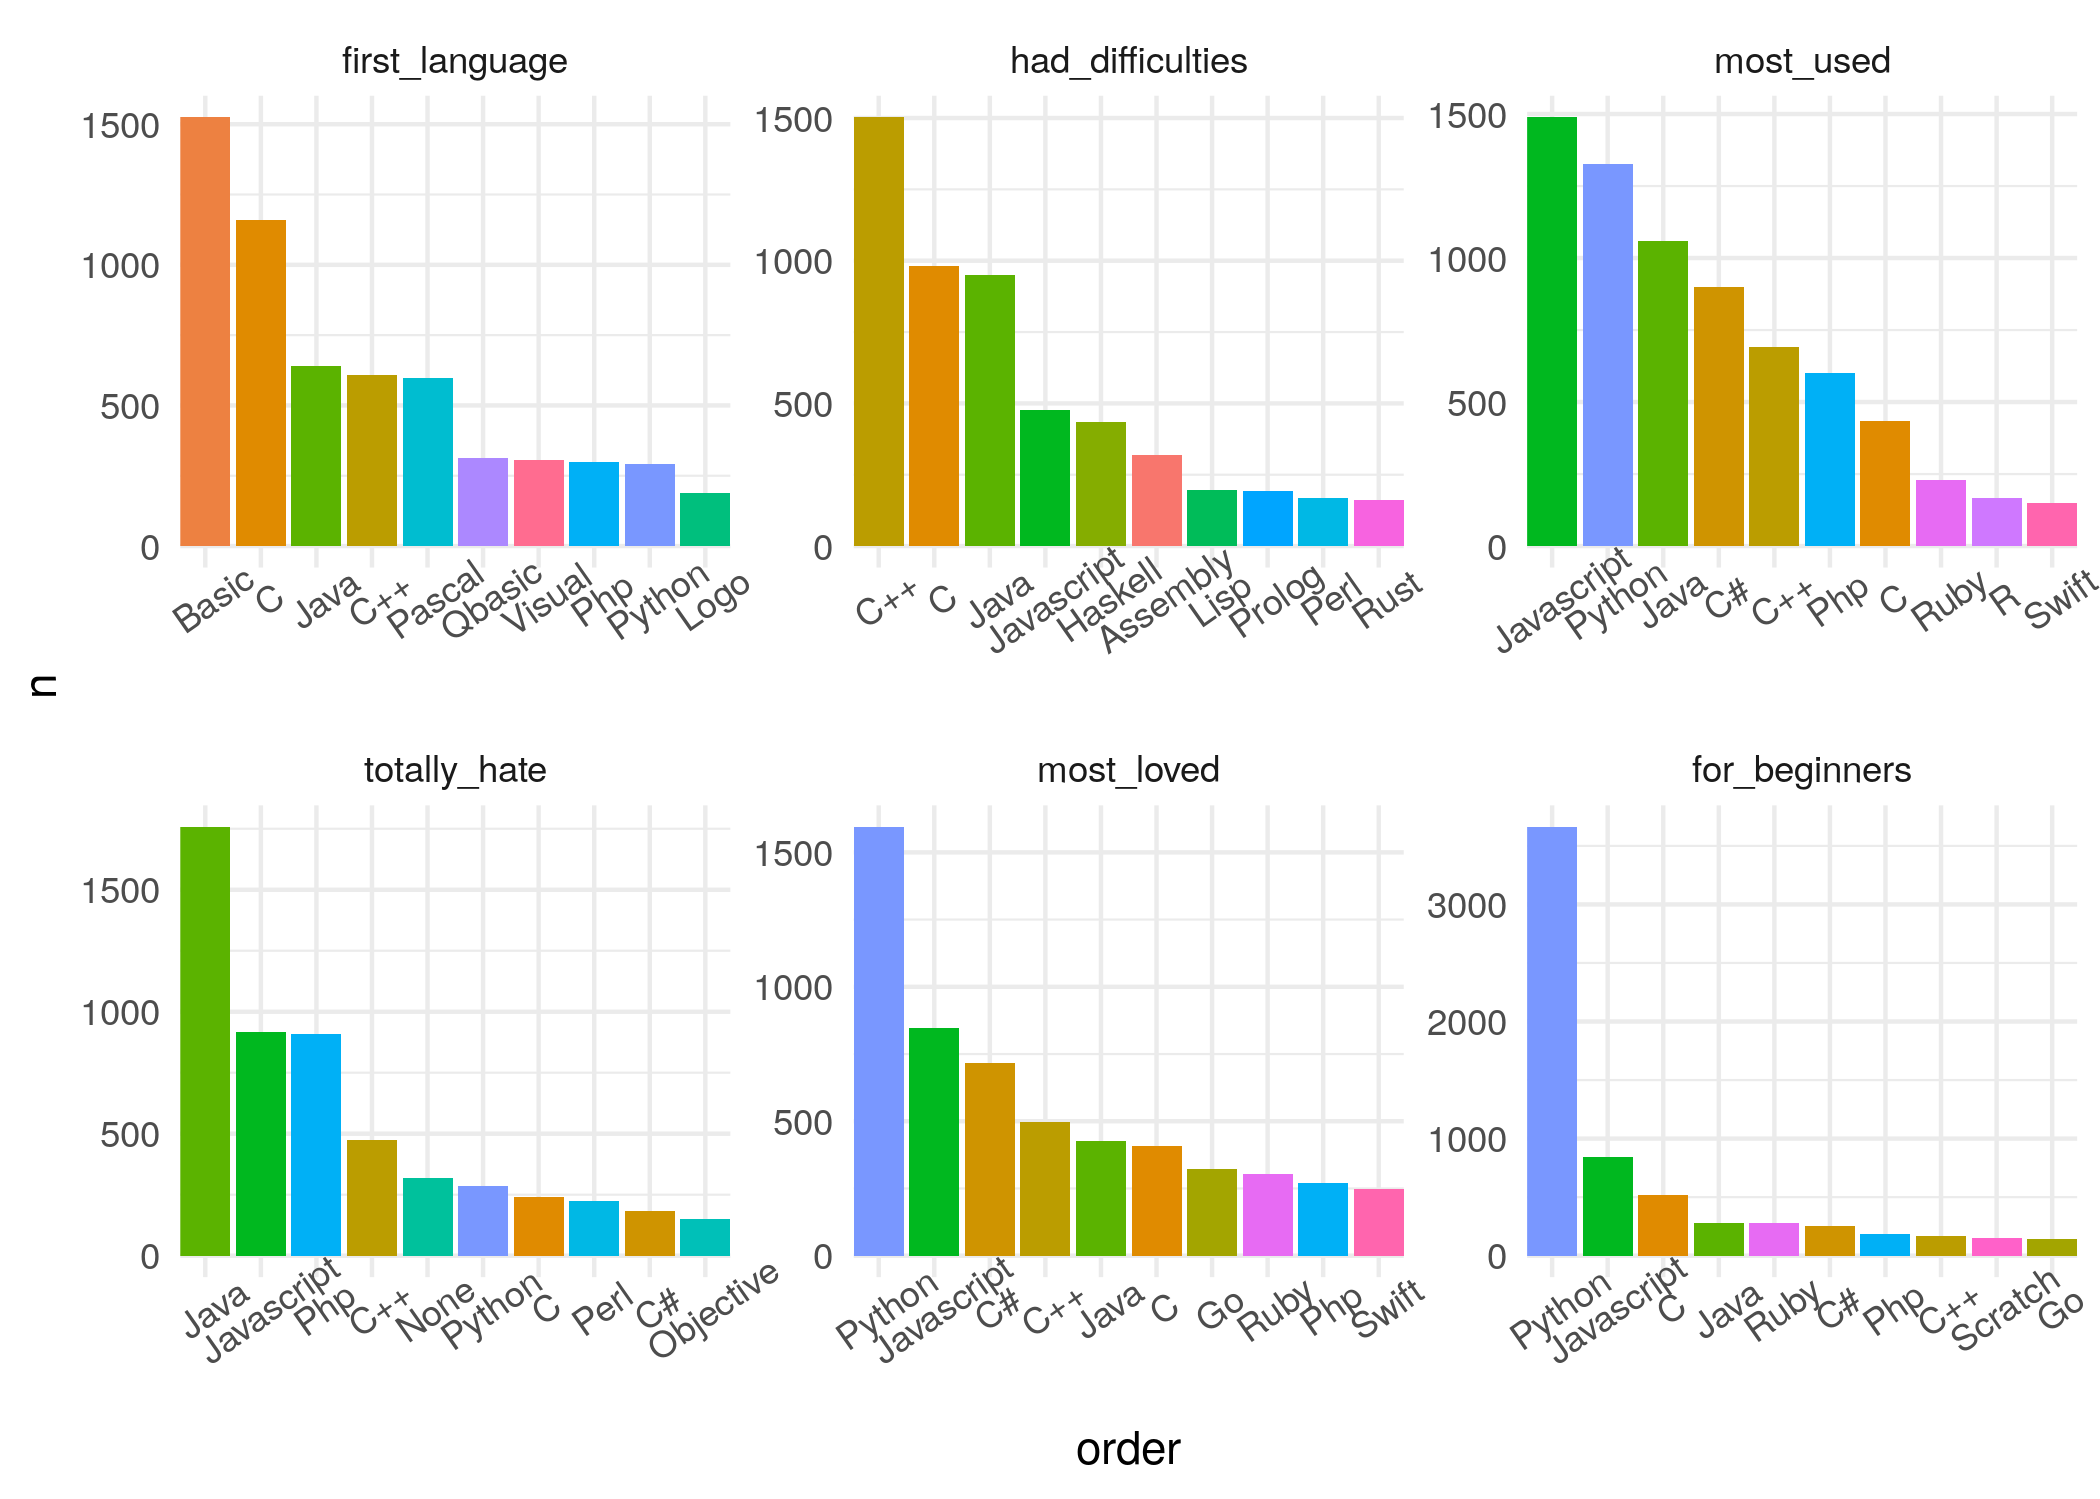 first_language
had_difficulties
most_used
1500
1000
500
0
Basic
C
Java
C++
Pascal
Qbasic
Visual
Php
Python
Logo
1500
1000
500
0
C++
C
Java
Javascript
Haskell
Assembly
Lisp
Prolog
Perl
Rust
1500
1000
500
0
Javascript
Python
Java
C#
C++
Php
C
Ruby
R
Swift
n
totally_hate
most_loved
for_beginners
1500
1000
500
0
Java
Javascript
Php
C++
None
Python
C
Perl
C#
Objective
1500
1000
500
0
Python
Javascript
C#
C++
Java
C
Go
Ruby
Php
Swift
3000
2000
1000
0
Python
Javascript
C
Java
Ruby
C#
Php
C++
Scratch
Go
order